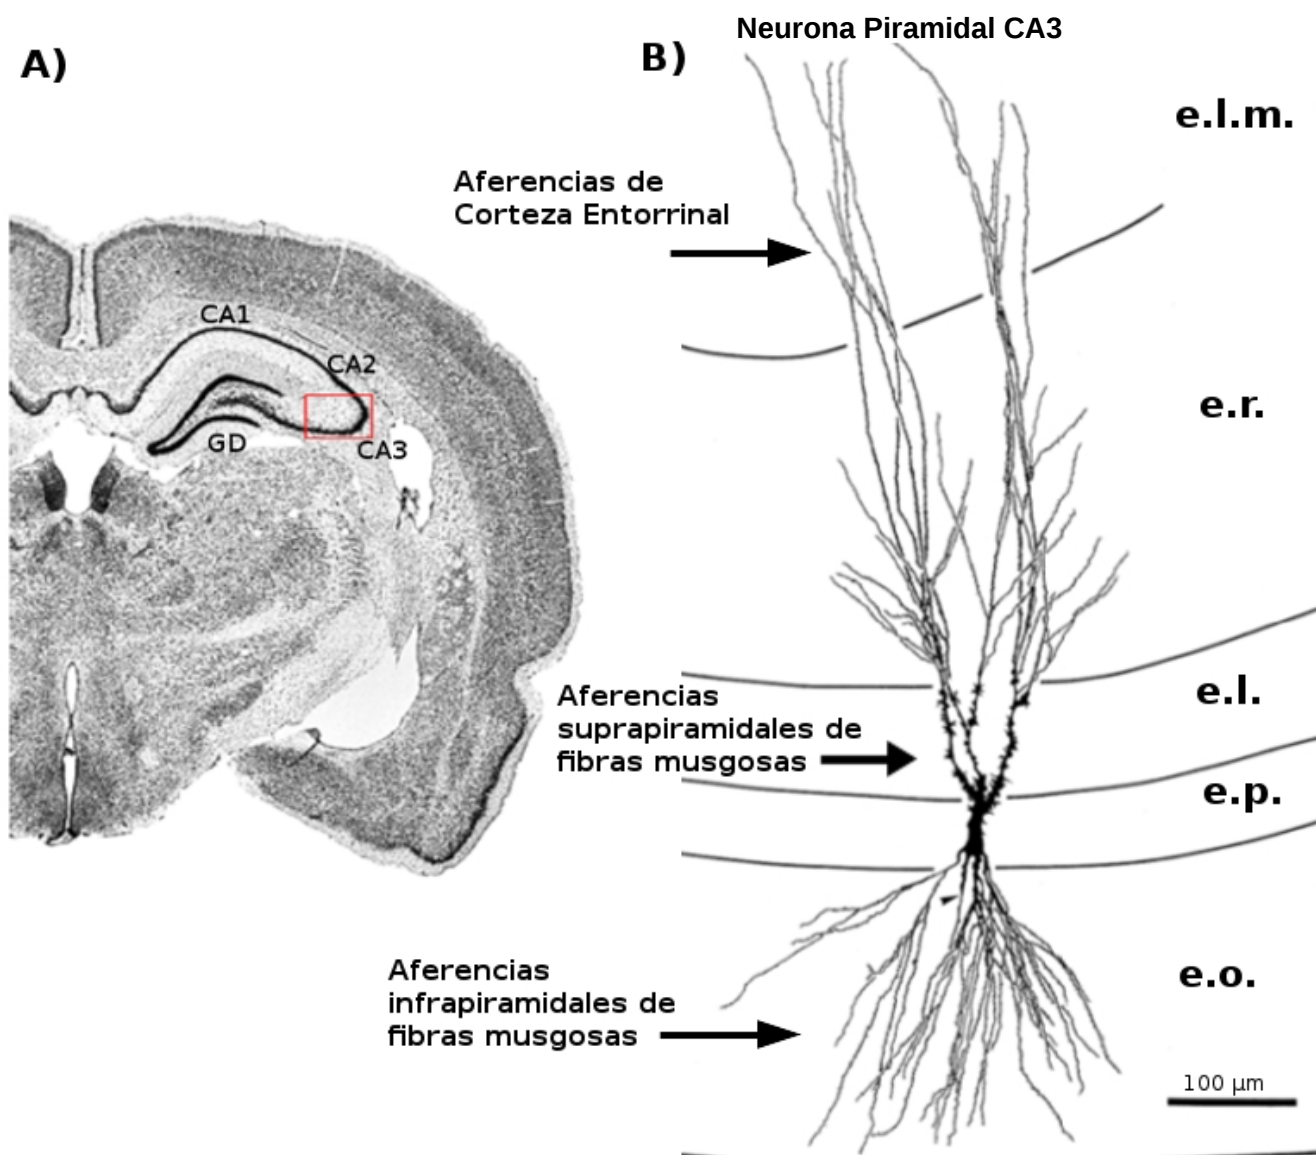 Neurona Piramidal CA3
A)
B)
e.l.m.
Aferencias de
Corteza Entorrinal
CA1
CA2
GD
CA3
e.r.
Aferencias
suprapiramidales de
fibras musgosas
e.l.
e.p.
Aferencias
infrapiramidales de
fibras musgosas
e.o.
100 µm